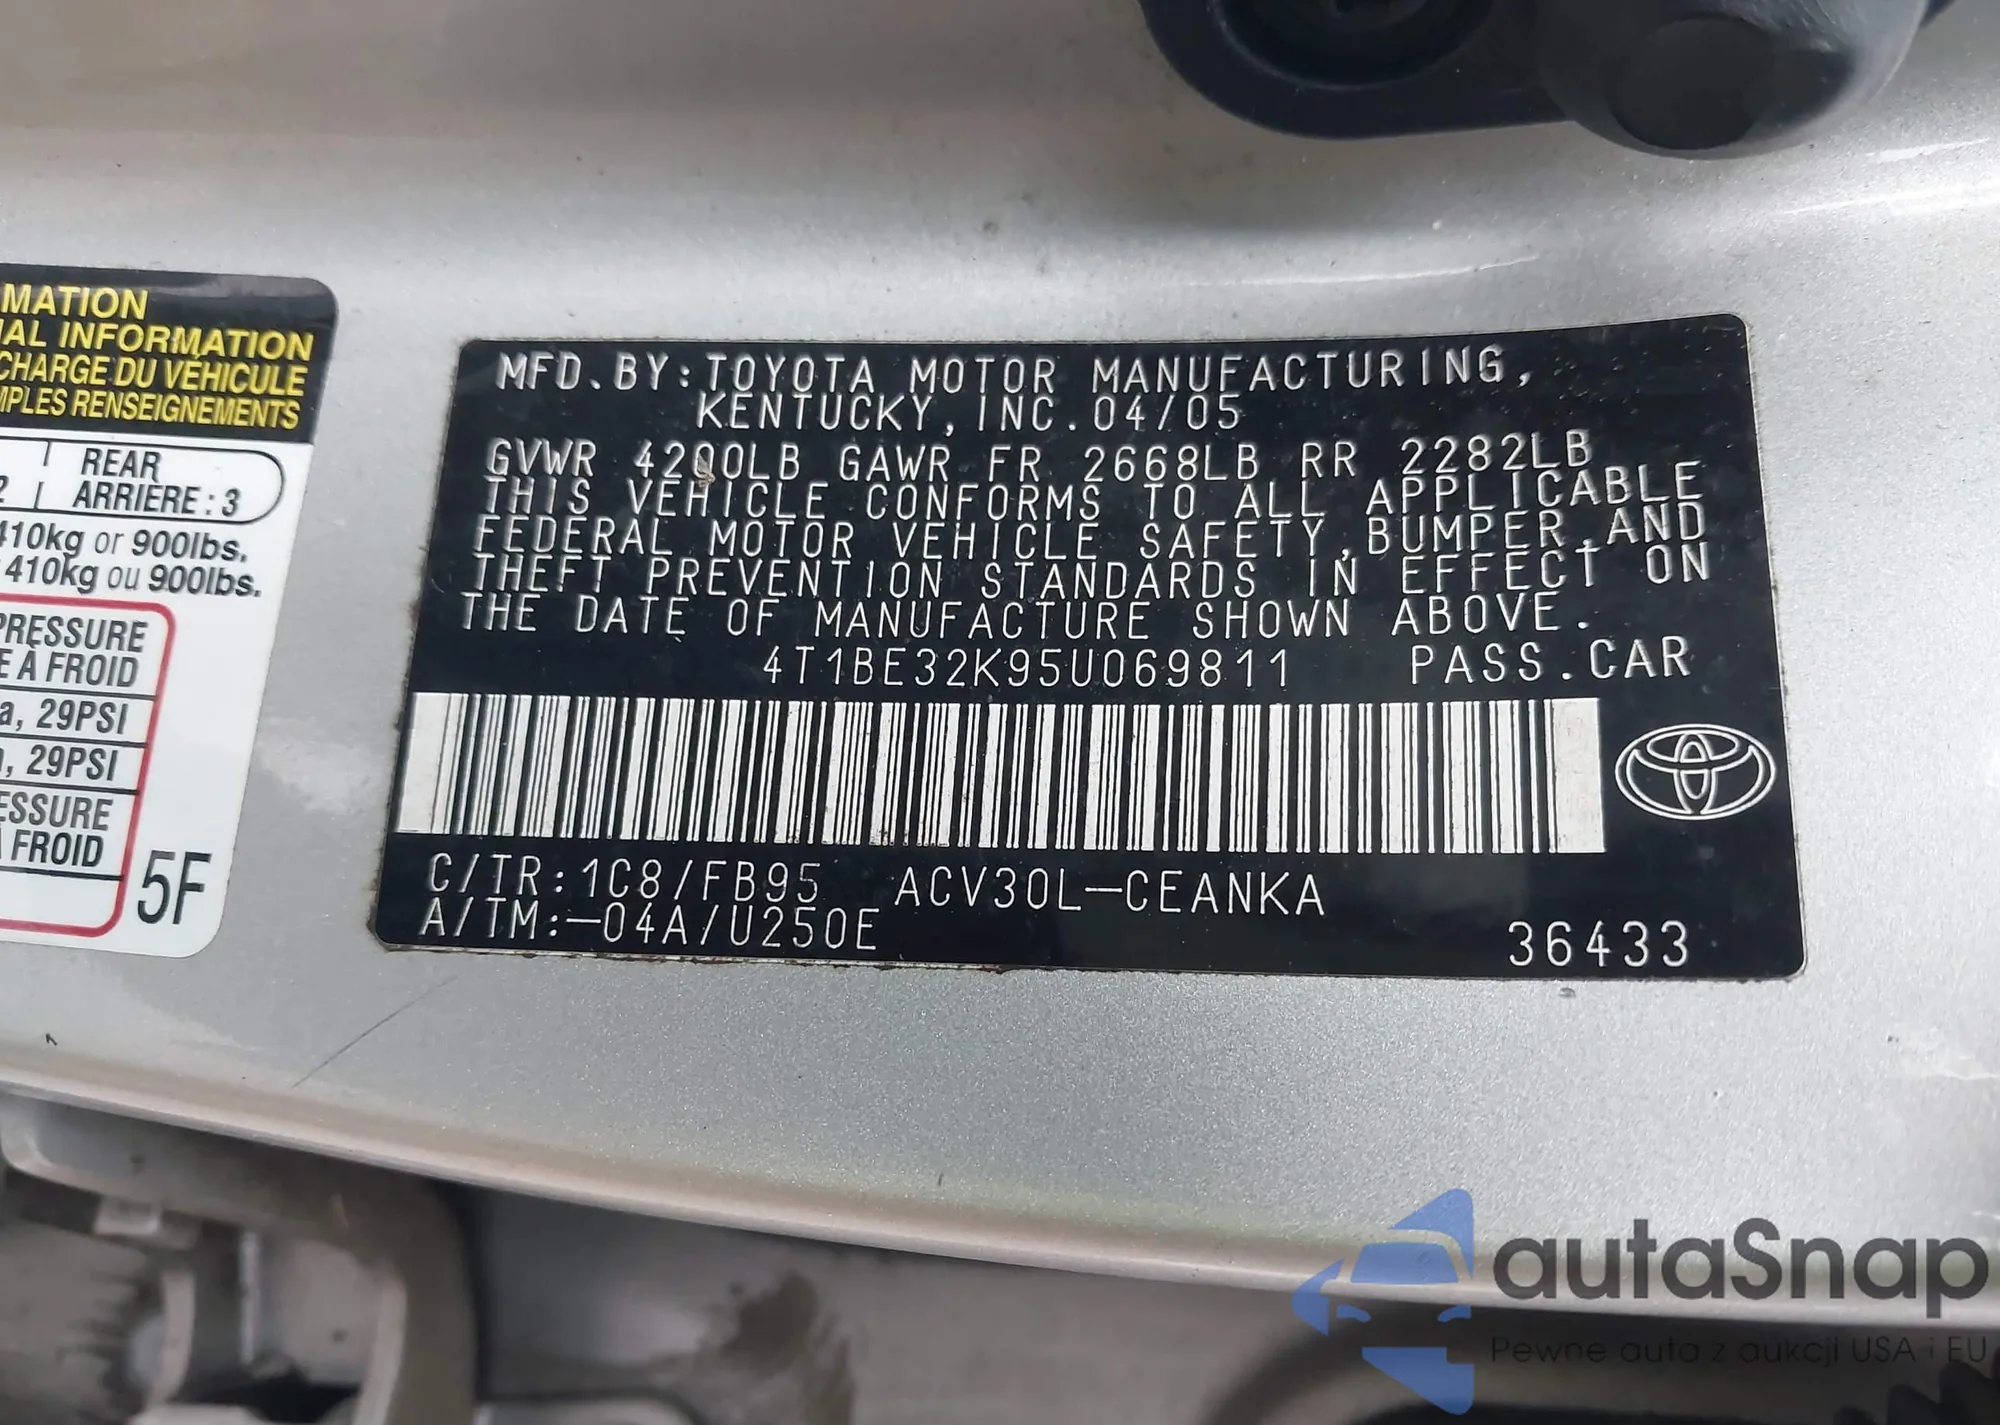 MATION
AL INFORMATION
CHARGE DU VÉHICULE
MPLES RENSEIGNEMENTS
REAR
2 ARRIÈRE : 3
410kg or 900lbs.
410kg ou 900lbs.
PRESSURE
E À FROID
a, 29PSI
, 29PSI
ESSURE
À FROID
5F
MFD. BY: TOYOTA MOTOR MANUFACTURING,
KENTUCKY, INC. 04/05
GVWR 4200LB GAWR FR 2668LB RR 2282LB
THIS VEHICLE CONFORMS TO ALL APPLICABLE
FEDERAL MOTOR VEHICLE SAFETY, BUMPER, AND
THEFT PREVENTION STANDARDS IN EFFECT ON
THE DATE OF MANUFACTURE SHOWN ABOVE.
4T1BE32K95U069811 PASS. CAR
C/TR: 1C8/FB95 ACV30L-CEANKA
A/TM: -04A/U250E
36433
autaSnap
Pewne auta z aukcji USA i EU